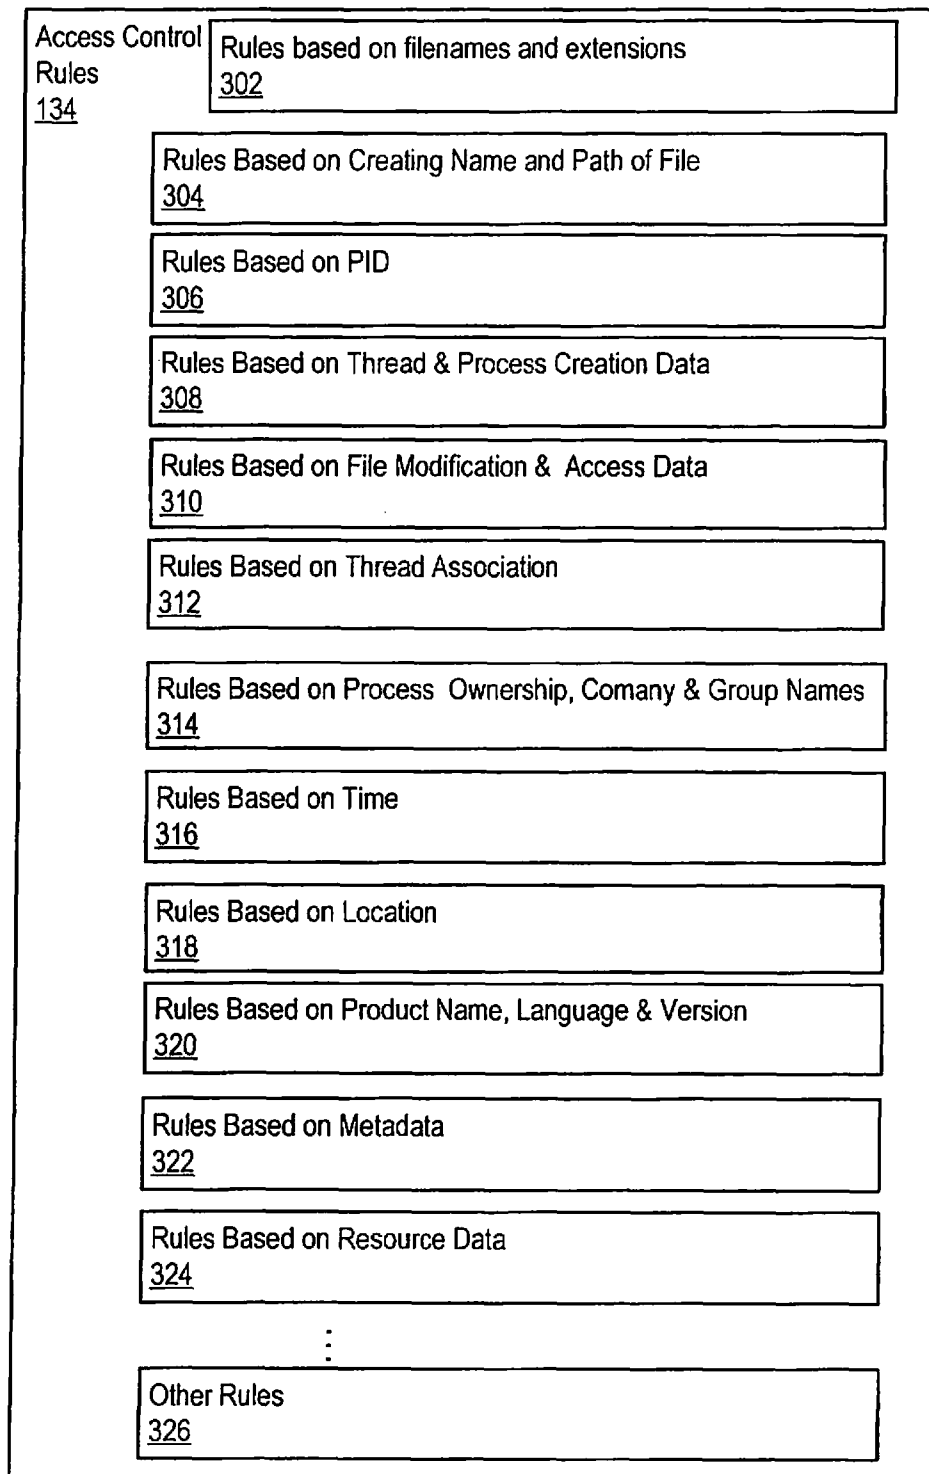 Access Control
Rules
134
Rules based on filenames and extensions
302
Rules Based on Creating Name and Path of File
304
Rules Based on PID
306
Rules Based on Thread & Process Creation Data
308
Rules Based on File Modification & Access Data
310
Rules Based on Thread Association
312
Rules Based on Process Ownership, Comany & Group Names
314
Rules Based on Time
316
Rules Based on Location
318
Rules Based on Product Name, Language & Version
320
Rules Based on Metadata
322
Rules Based on Resource Data
324
⋮
Other Rules
326